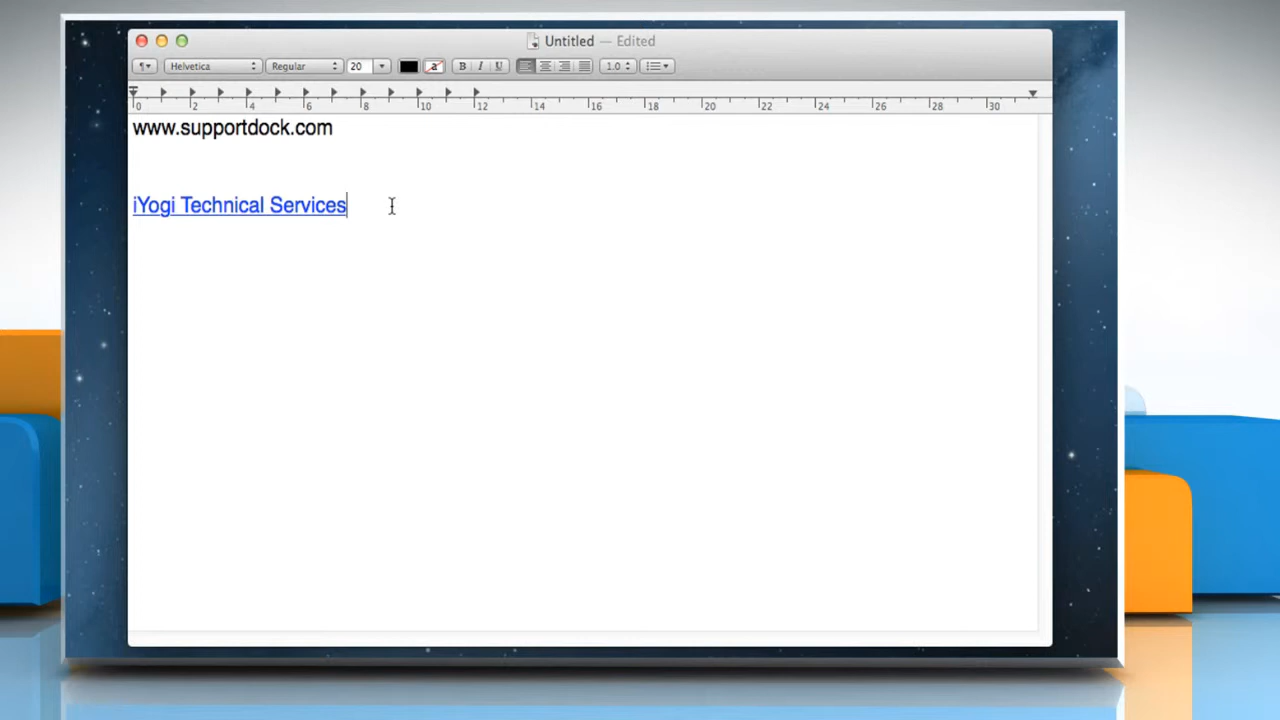 Untitled — Edited
¶ Helvetica Regular 20 a B I U 1.0
0 2 4 6 8 10 12 14 16 18 20 22 24 26 28 30
www.supportdock.com
iYogi Technical Services